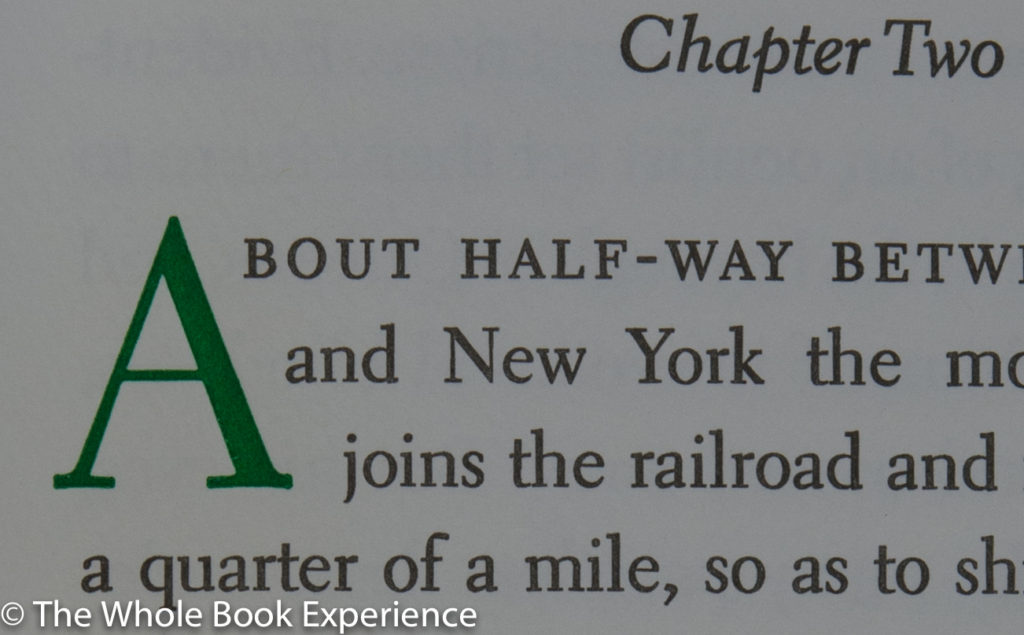 Chapter Two
ABOUT HALF-WAY BETW
and New York the mo
joins the railroad and
a quarter of a mile, so as to sh
© The Whole Book Experience